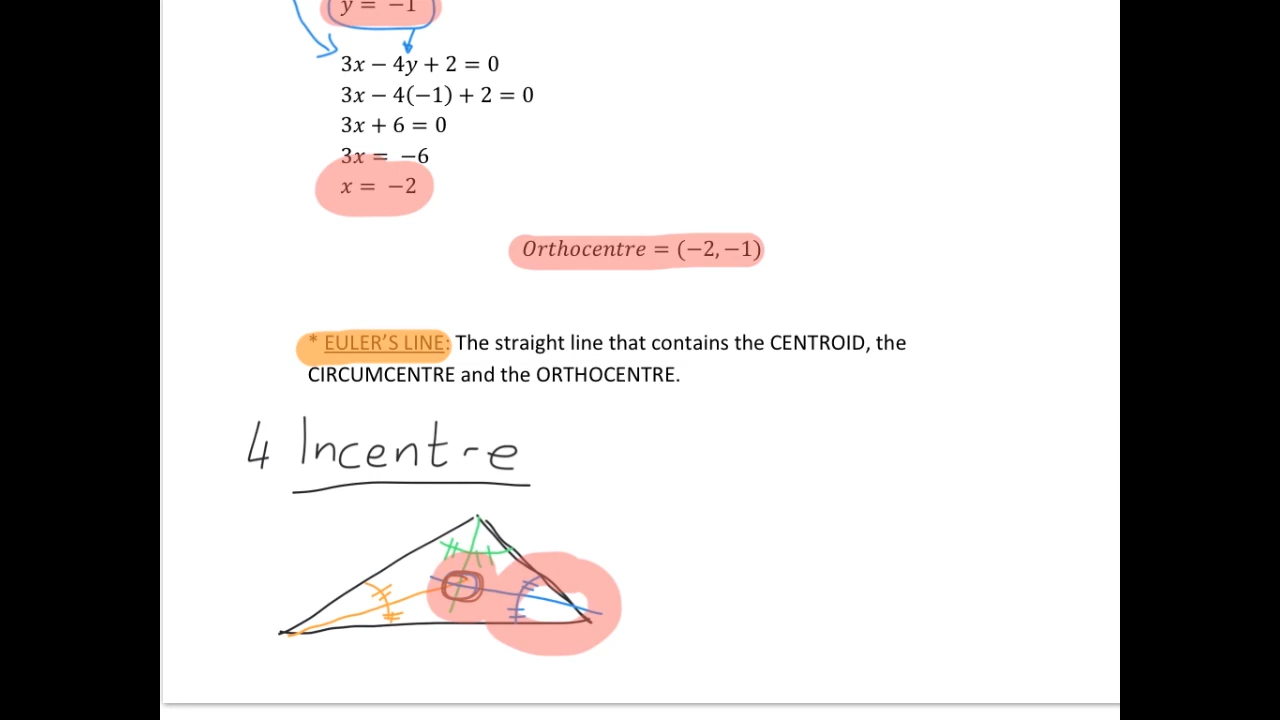 y = −1
3x − 4y + 2 = 0
3x − 4(−1) + 2 = 0
3x + 6 = 0
3x = −6
x = −2
Orthocentre = (−2, −1)
* EULER'S LINE: The straight line that contains the CENTROID, the
CIRCUMCENTRE and the ORTHOCENTRE.
4 Incentre